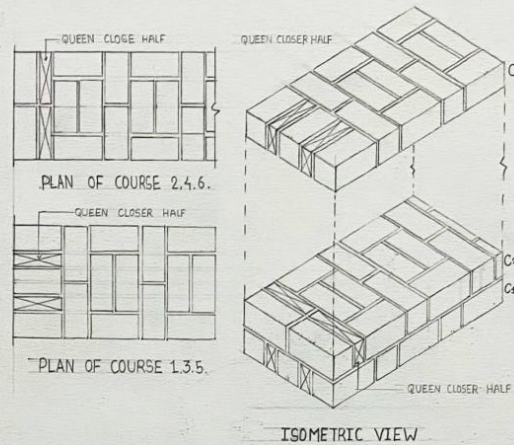 QUEEN CLOSE HALF
PLAN OF COURSE 2,4.6.
QUEEN CLOSER HALF
PLAN OF COURSE 1.3.5.
QUEEN CLOSER HALF
QUEEN CLOSER HALF
ISOMETRIC VIEW